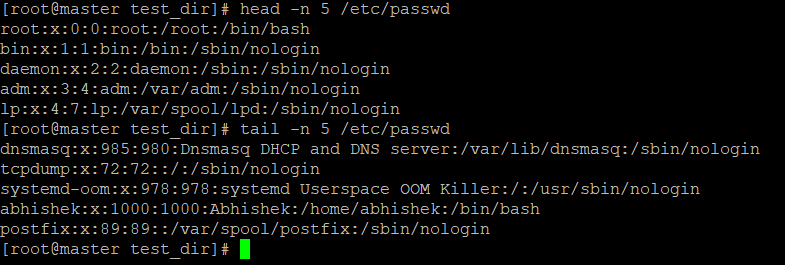 [root@master test_dir]# head -n 5 /etc/passwd
root:x:0:0:root:/root:/bin/bash
bin:x:1:1:bin:/bin:/sbin/nologin
daemon:x:2:2:daemon:/sbin:/sbin/nologin
adm:x:3:4:adm:/var/adm:/sbin/nologin
lp:x:4:7:lp:/var/spool/lpd:/sbin/nologin
[root@master test_dir]# tail -n 5 /etc/passwd
dnsmasq:x:985:980:Dnsmasq DHCP and DNS server:/var/lib/dnsmasq:/sbin/nologin
tcpdump:x:72:72::/:/sbin/nologin
systemd-oom:x:978:978:systemd Userspace OOM Killer:/:/usr/sbin/nologin
abhishek:x:1000:1000:Abhishek:/home/abhishek:/bin/bash
postfix:x:89:89::/var/spool/postfix:/sbin/nologin
[root@master test_dir]#